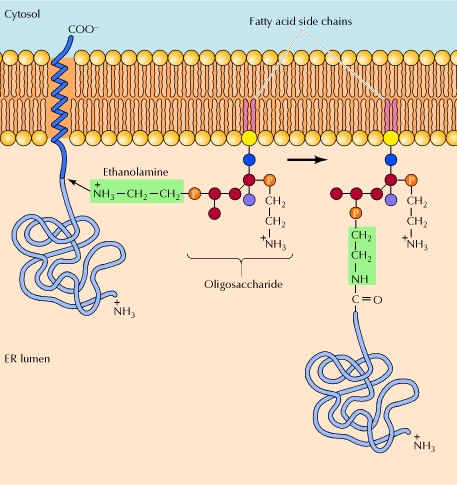 Cytosol
COO⁻
Fatty acid side chains
Ethanolamine
+
NH₃—CH₂—CH₂—
P
P
CH₂
CH₂
+NH₃
Oligosaccharide
+
NH₃
ER lumen
P
CH₂
CH₂
+NH₃
P
CH₂
CH₂
NH
C=O
+
NH₃